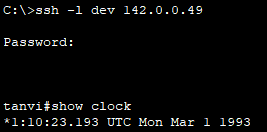 C:\>ssh -l dev 142.0.0.49
Password:
tanvi#show clock
*1:10:23.193 UTC Mon Mar 1 1993